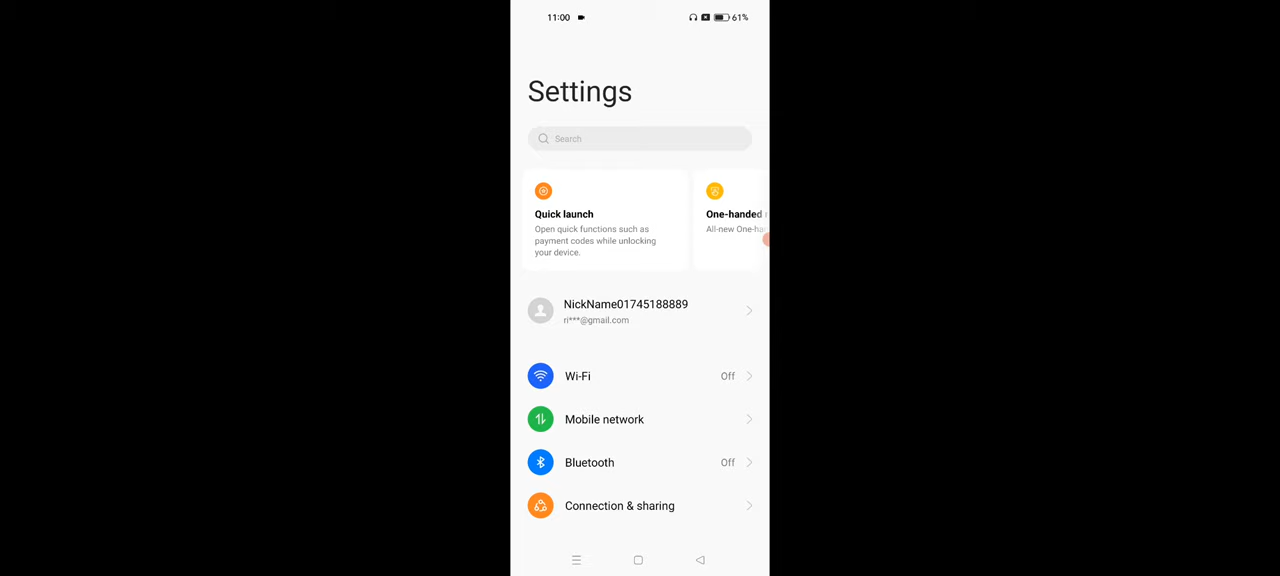 11:00
61%
Settings
Search
Quick launch
Open quick functions such as
payment codes while unlocking
your device.
One-handed
All-new One-han
NickName01745188889
ri***@gmail.com
Wi-Fi
Off
Mobile network
Bluetooth
Off
Connection & sharing